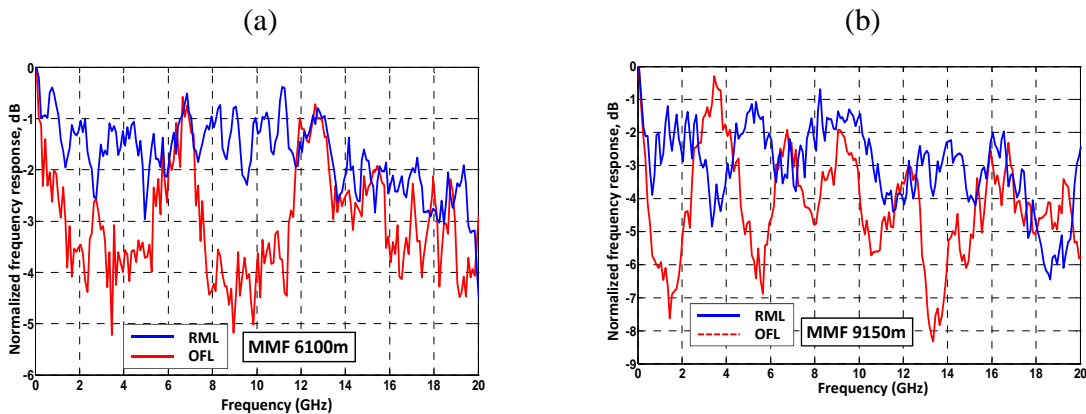 (a)
(b)
Normalized frequency response, dB
0
-1
-2
-3
-4
-5
-6
0 2 4 6 8 10 12 14 16 18 20
Frequency (GHz)
RML
OFL
MMF 6100m
Normalized frequency response, dB
0
-1
-2
-3
-4
-5
-6
-7
-8
-9
0 2 4 6 8 10 12 14 16 18 20
Frequency (GHz)
RML
OFL
MMF 9150m